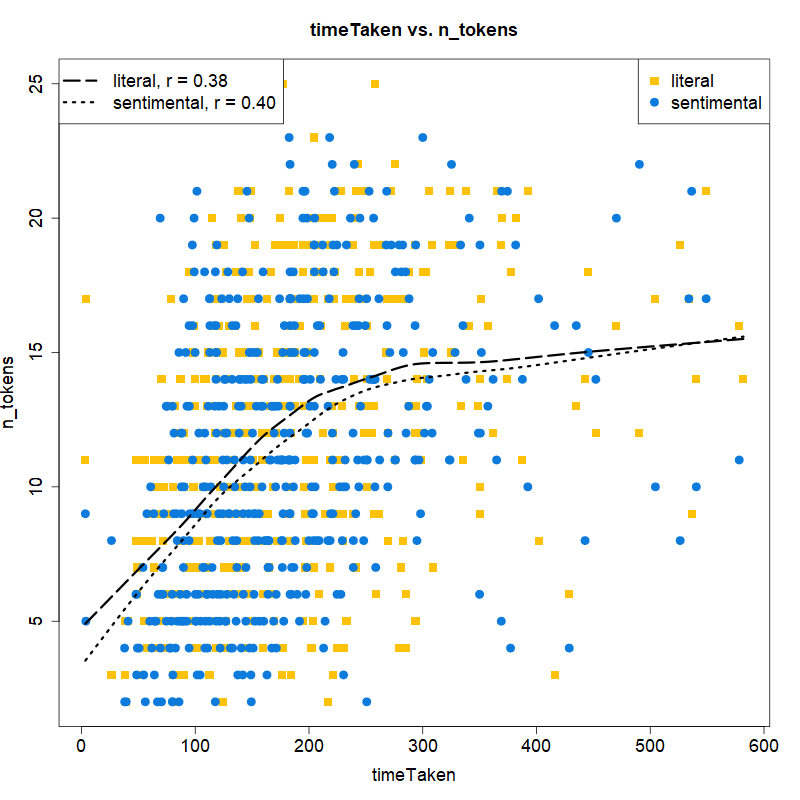 timeTaken vs. n_tokens
literal, r = 0.38
sentimental, r = 0.40
literal
sentimental
25
20
15
10
5
n_tokens
0 100 200 300 400 500 600
timeTaken